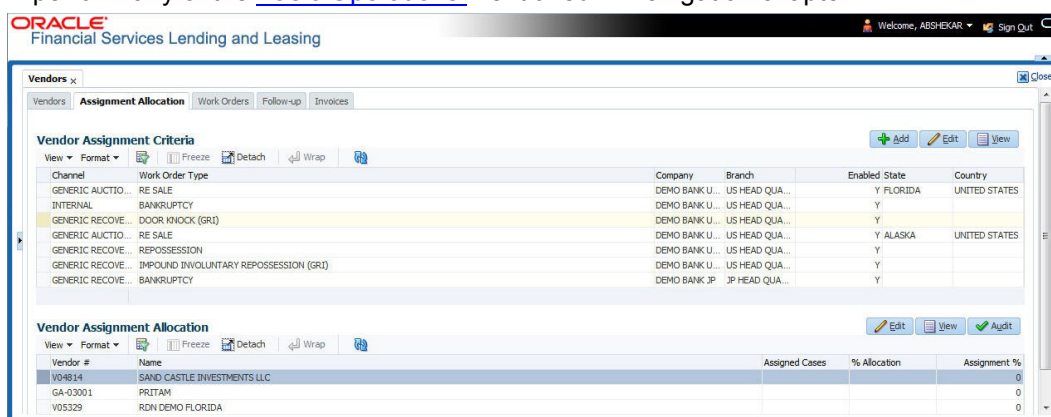 ORACLE
Financial Services Lending and Leasing
Welcome, ABSHEKAR Sign Out
Vendors x Close
Vendors Assignment Allocation Work Orders Follow-up Invoices
Vendor Assignment Criteria Add Edit View
View Format Freeze Detach Wrap
Channel Work Order Type Company Branch Enabled State Country
GENERIC AUCTIO... RE SALE DEMO BANK U... US HEAD QUA... Y FLORIDA UNITED STATES
INTERNAL BANKRUPTCY DEMO BANK U... US HEAD QUA... Y
GENERIC RECOVE... DOOR KNOCK (GRI) DEMO BANK U... US HEAD QUA... Y
GENERIC AUCTIO... RE SALE DEMO BANK U... US HEAD QUA... Y ALASKA UNITED STATES
GENERIC RECOVE... REPOSSESSION DEMO BANK U... US HEAD QUA... Y
GENERIC RECOVE... IMPOUND INVOLUNTARY REPOSSESSION (GRI) DEMO BANK U... US HEAD QUA... Y
GENERIC RECOVE... BANKRUPTCY DEMO BANK JP JP HEAD QUA... Y
Vendor Assignment Allocation Edit View Audit
View Format Freeze Detach Wrap
Vendor # Name Assigned Cases % Allocation Assignment %
V04814 SAND CASTLE INVESTMENTS LLC 0
GA-03001 PRITAM 0
V05329 RDN DEMO FLORIDA 0